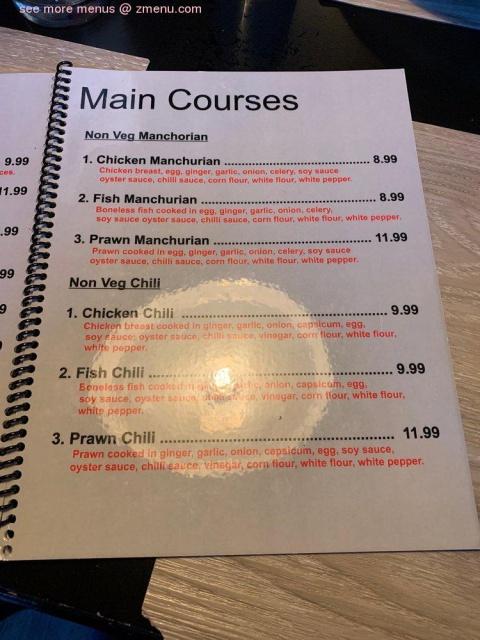 see more menus @ zmenu.com
Main Courses
Non Veg Manchorian
1. Chicken Manchurian ........................................ 8.99
Chicken breast, egg, ginger, garlic, onion, celery, soy sauce
oyster sauce, chilli sauce, corn flour, white flour, white pepper.
2. Fish Manchurian ............................................. 8.99
Boneless fish cooked in egg, ginger, garlic, onion, celery,
soy sauce oyster sauce, chilli sauce, corn flour, white flour, white pepper.
3. Prawn Manchurian ........................................ 11.99
Prawn cooked in egg, ginger, garlic, onion, celery, soy sauce
oyster sauce, chilli sauce, corn flour, white flour, white pepper.
Non Veg Chili
1. Chicken Chili .................................................. 9.99
Chicken breast cooked in ginger, garlic, onion, capsicum, egg,
soy sauce, oyster sauce, chilli sauce, vinegar, corn flour, white flour,
white pepper.
2. Fish Chili ....................................................... 9.99
Boneless fish cooked in ginger, garlic, onion, capsicum, egg,
soy sauce, oyster sauce, chilli sauce, vinegar, corn flour, white flour,
white pepper.
3. Prawn Chili .................................................... 11.99
Prawn cooked in ginger, garlic, onion, capsicum, egg, soy sauce,
oyster sauce, chilli sauce, vinegar, corn flour, white flour, white pepper.
9.99
ces.
11.99
.99
99
9